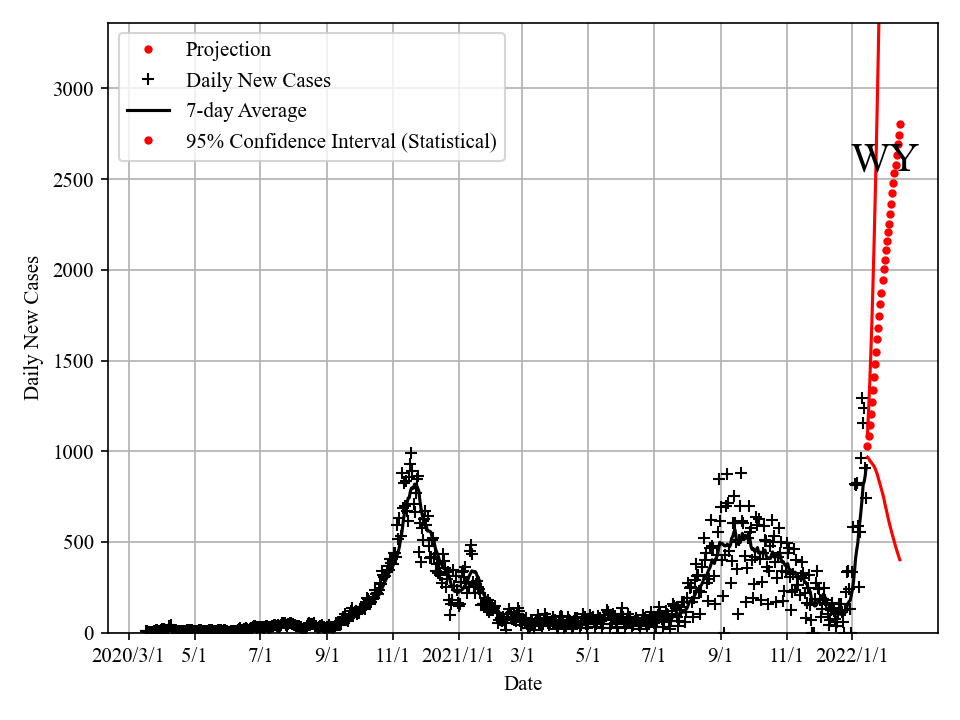 Projection
Daily New Cases
7-day Average
95% Confidence Interval (Statistical)
WY
3000
2500
2000
1500
1000
500
0
Daily New Cases
2020/3/1 5/1 7/1 9/1 11/1 2021/1/1 3/1 5/1 7/1 9/1 11/1 2022/1/1
Date